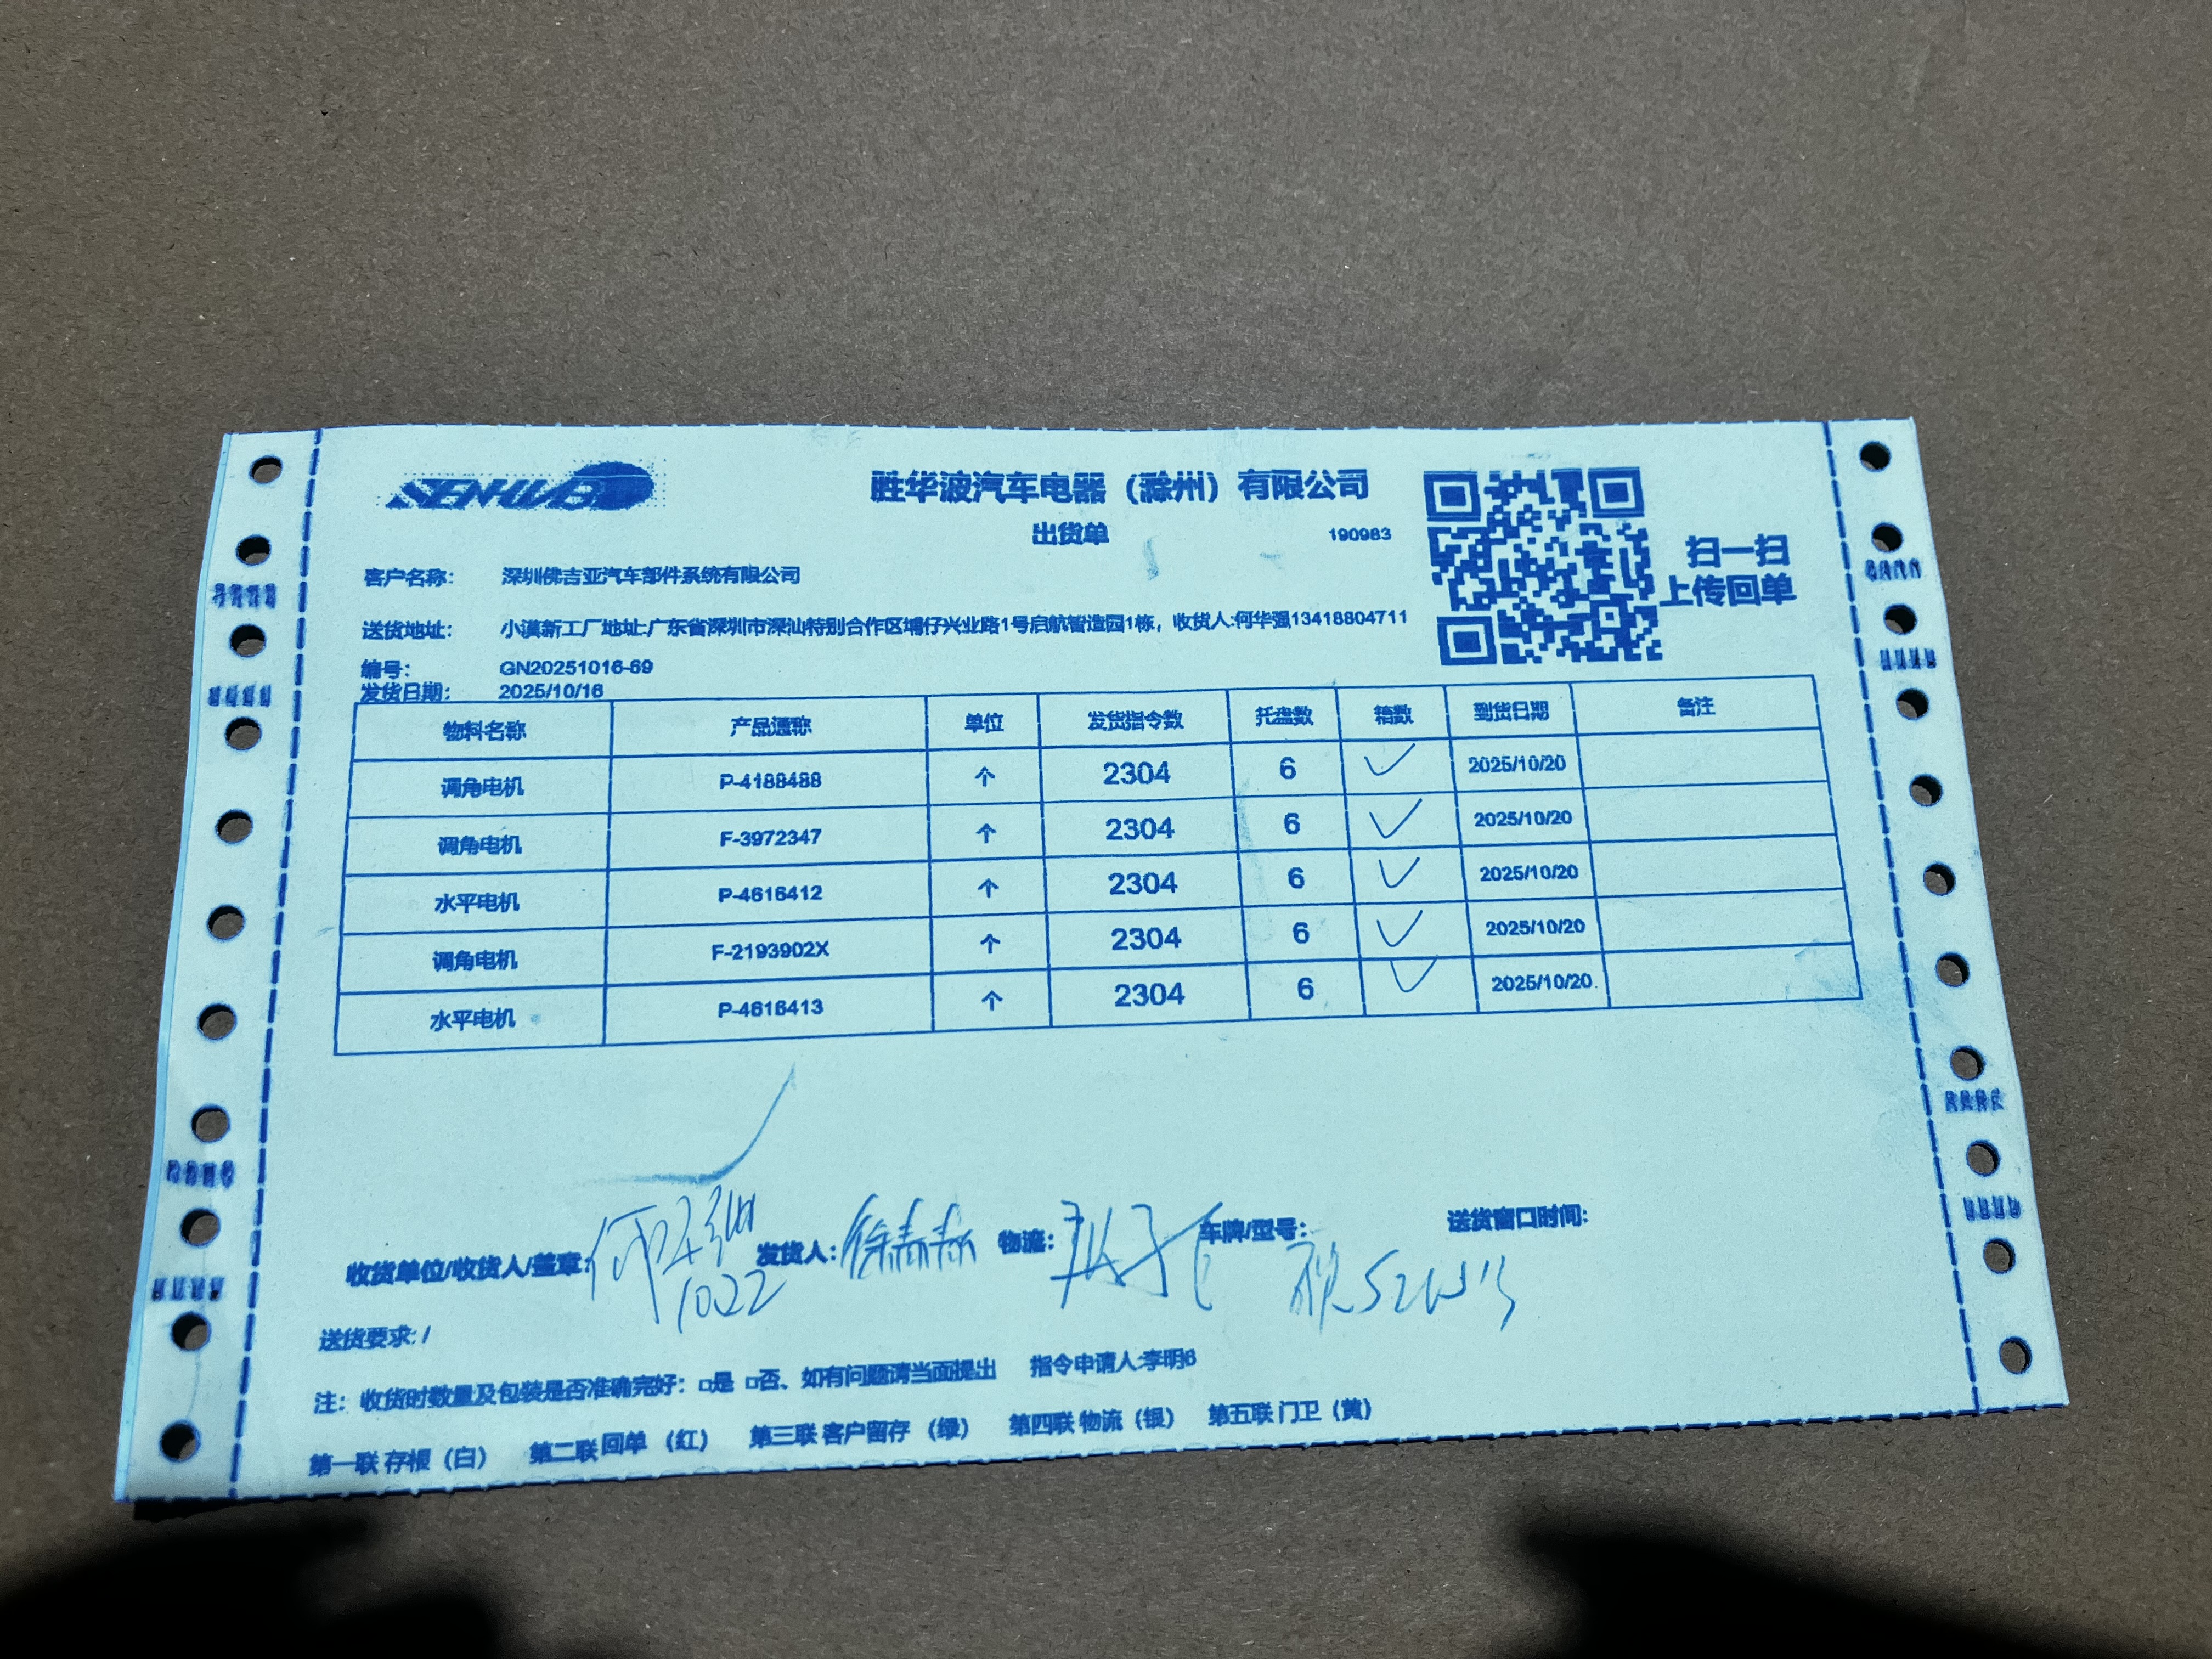 SENHWBO
胜华波汽车电器（滁州）有限公司
出货单
190983
扫一扫
上传回单
客户名称： 深圳佛吉亚汽车部件系统有限公司
送货地址： 小漠新工厂地址:广东省深圳市深汕特别合作区埔仔兴业路1号启航智造园1栋，收货人:何华强13418804711
编号： GN20251016-69
发货日期： 2025/10/16
物料名称 产品通称 单位 发货指令数 托盘数 箱数 到货日期 备注
调角电机 P-4188488 个 2304 6 ✓ 2025/10/20
调角电机 F-3972347 个 2304 6 ✓ 2025/10/20
水平电机 P-4616412 个 2304 6 ✓ 2025/10/20
调角电机 F-2193902X 个 2304 6 ✓ 2025/10/20
水平电机 P-4616413 个 2304 6 ✓ 2025/10/20
收货单位/收货人/盖章： 发货人： 物流： 车牌/型号： 送货窗口时间：
1022
送货要求: /
注： 收货时数量及包装是否准确完好：□是 □否、如有问题请当面提出 指令申请人:李明6
第一联 存根（白） 第二联 回单 （红） 第三联 客户留存 （绿） 第四联 物流（银） 第五联 门卫（黄）